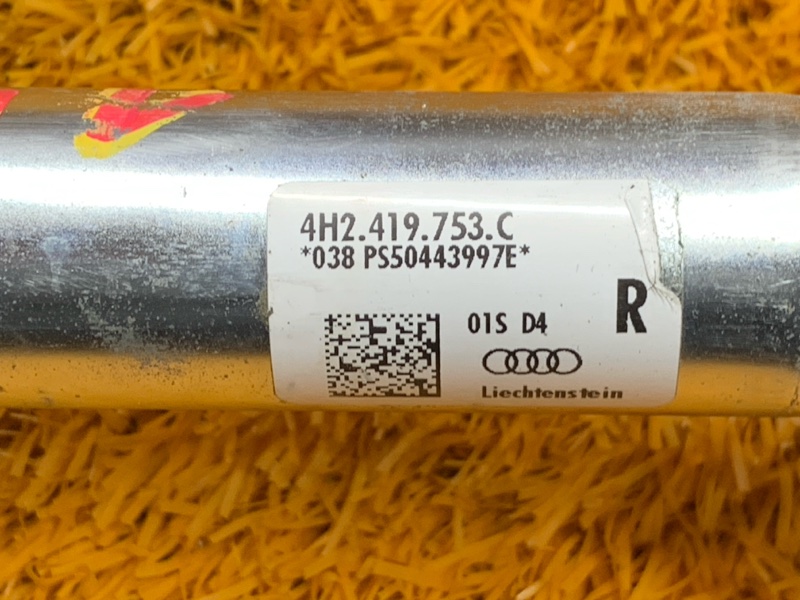 4H2.419.753.C
*038 PS50443997E*
R
01S D4
Liechtenstein